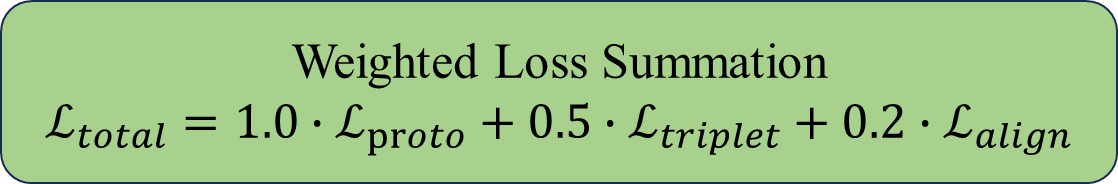 Weighted Loss Summation
ℒ_total = 1.0 · ℒ_proto + 0.5 · ℒ_triplet + 0.2 · ℒ_align